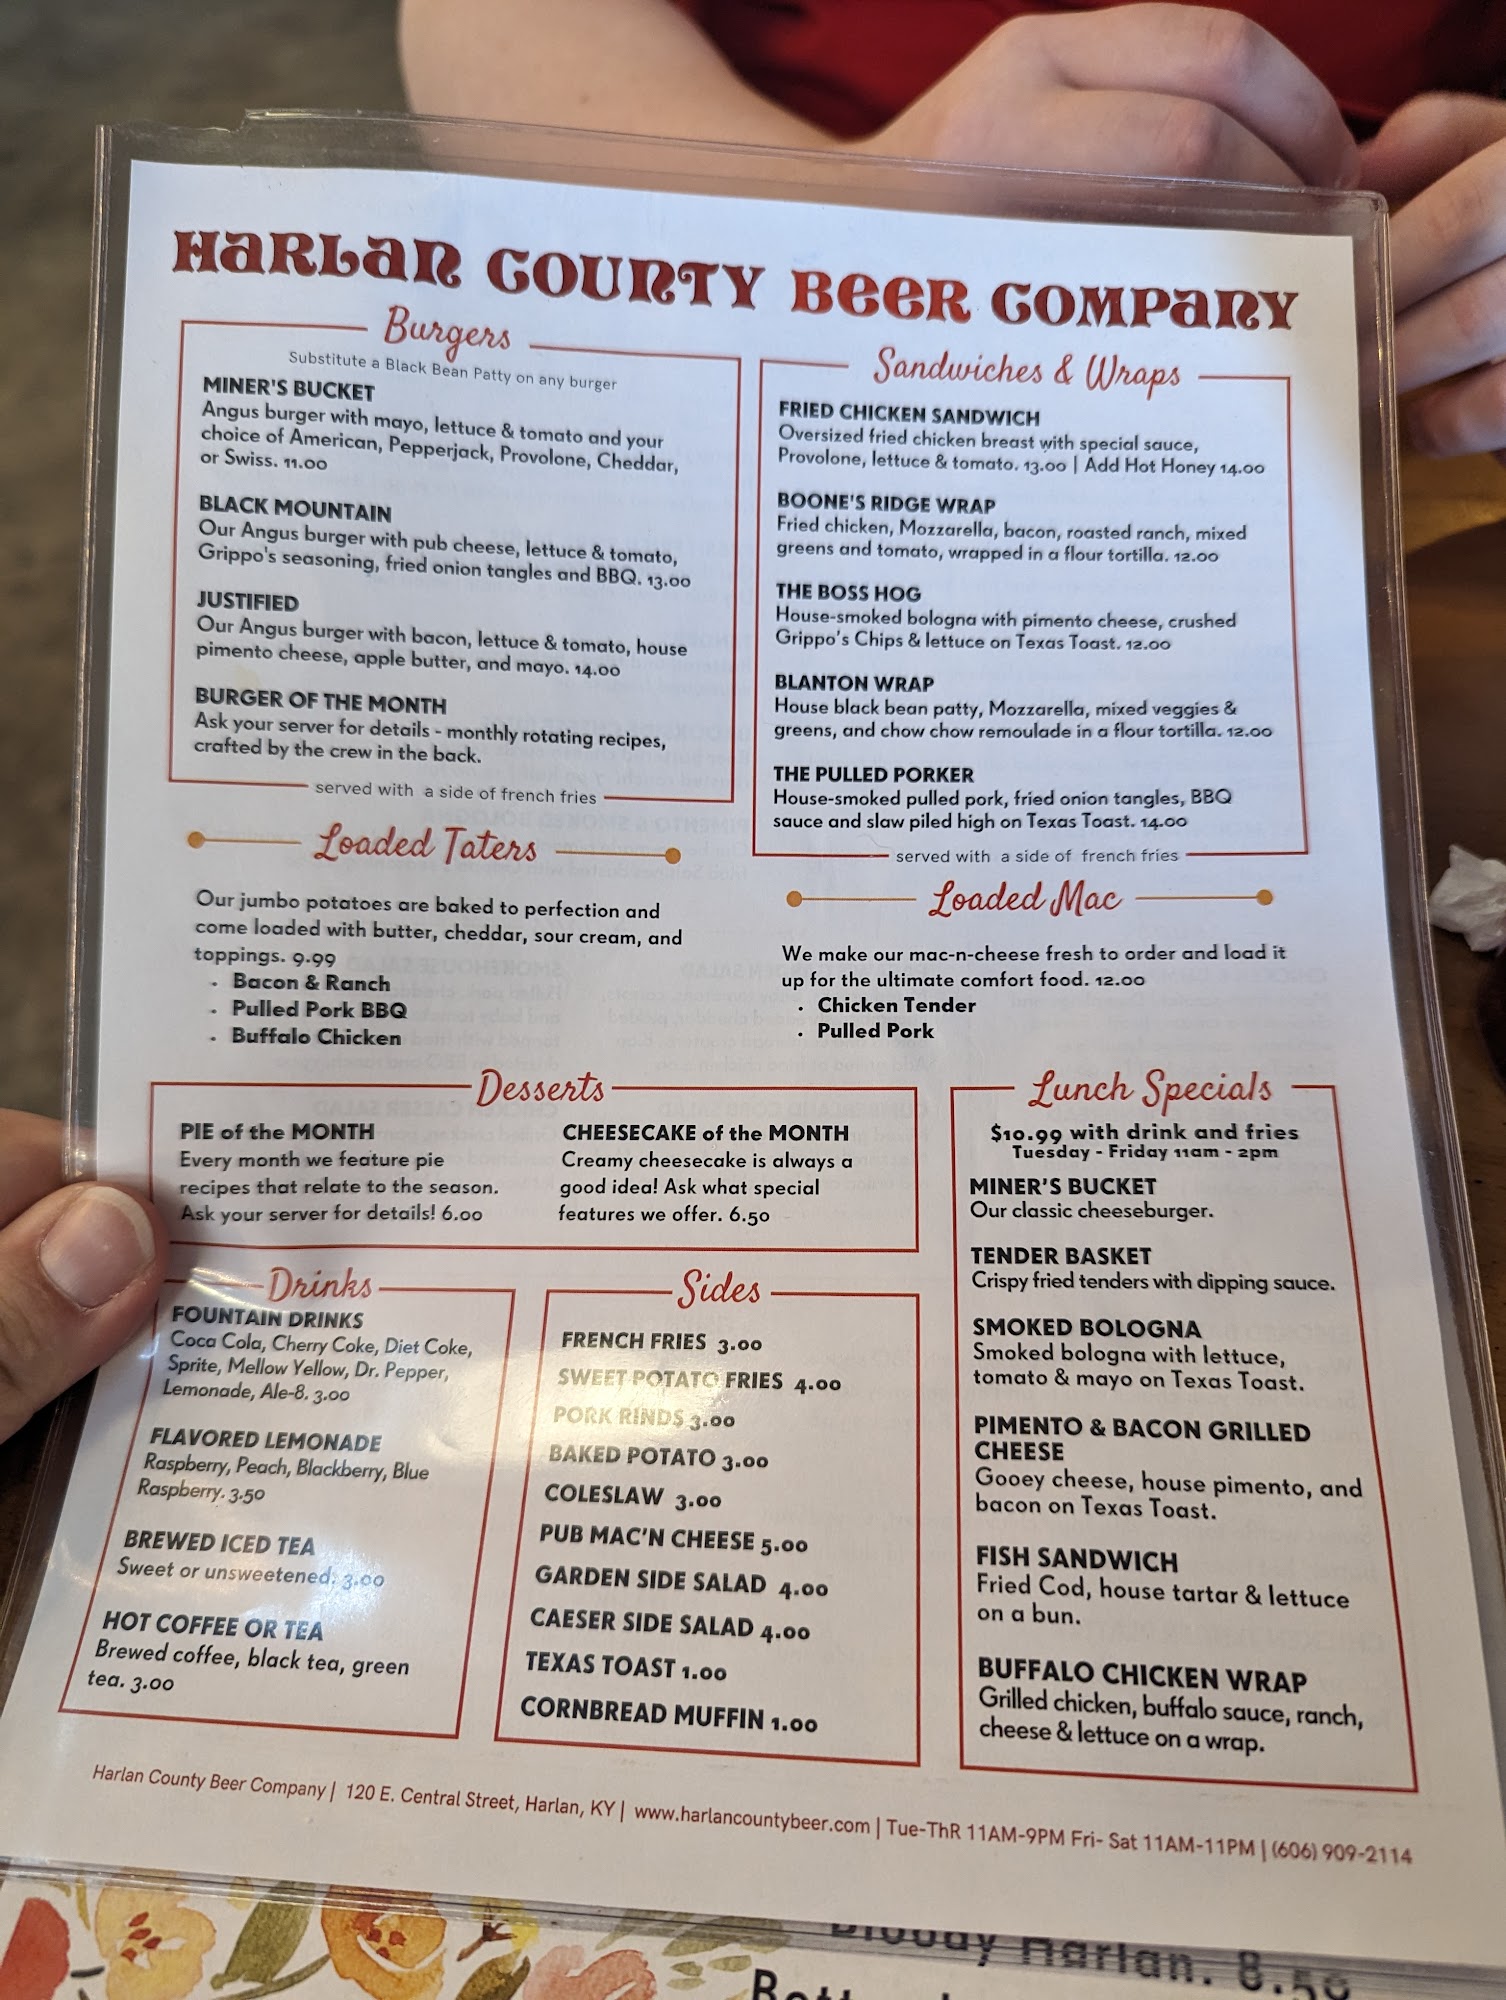 HARLAN COUNTY BEER COMPANY
Burgers
Substitute a Black Bean Patty on any burger
MINER'S BUCKET
Angus burger with mayo, lettuce & tomato and your
choice of American, Pepperjack, Provolone, Cheddar,
or Swiss. 11.00
BLACK MOUNTAIN
Our Angus burger with pub cheese, lettuce & tomato,
Grippo's seasoning, fried onion tangles and BBQ. 13.00
JUSTIFIED
Our Angus burger with bacon, lettuce & tomato, house
pimento cheese, apple butter, and mayo. 14.00
BURGER OF THE MONTH
Ask your server for details - monthly rotating recipes,
crafted by the crew in the back.
served with a side of french fries
Sandwiches & Wraps
FRIED CHICKEN SANDWICH
Oversized fried chicken breast with special sauce,
Provolone, lettuce & tomato. 13.00 | Add Hot Honey 14.00
BOONE'S RIDGE WRAP
Fried chicken, Mozzarella, bacon, roasted ranch, mixed
greens and tomato, wrapped in a flour tortilla. 12.00
THE BOSS HOG
House-smoked bologna with pimento cheese, crushed
Grippo's Chips & lettuce on Texas Toast. 12.00
BLANTON WRAP
House black bean patty, Mozzarella, mixed veggies &
greens, and chow chow remoulade in a flour tortilla. 12.00
THE PULLED PORKER
House-smoked pulled pork, fried onion tangles, BBQ
sauce and slaw piled high on Texas Toast. 14.00
served with a side of french fries
Loaded Taters
Our jumbo potatoes are baked to perfection and
come loaded with butter, cheddar, sour cream, and
toppings. 9.99
• Bacon & Ranch
• Pulled Pork BBQ
• Buffalo Chicken
Loaded Mac
We make our mac-n-cheese fresh to order and load it
up for the ultimate comfort food. 12.00
• Chicken Tender
• Pulled Pork
Desserts
PIE of the MONTH
Every month we feature pie
recipes that relate to the season.
Ask your server for details! 6.00
CHEESECAKE of the MONTH
Creamy cheesecake is always a
good idea! Ask what special
features we offer. 6.50
Lunch Specials
$10.99 with drink and fries
Tuesday - Friday 11am - 2pm
MINER'S BUCKET
Our classic cheeseburger.
TENDER BASKET
Crispy fried tenders with dipping sauce.
SMOKED BOLOGNA
Smoked bologna with lettuce,
tomato & mayo on Texas Toast.
PIMENTO & BACON GRILLED
CHEESE
Gooey cheese, house pimento, and
bacon on Texas Toast.
FISH SANDWICH
Fried Cod, house tartar & lettuce
on a bun.
BUFFALO CHICKEN WRAP
Grilled chicken, buffalo sauce, ranch,
cheese & lettuce on a wrap.
Drinks
FOUNTAIN DRINKS
Coca Cola, Cherry Coke, Diet Coke,
Sprite, Mellow Yellow, Dr. Pepper,
Lemonade, Ale-8. 3.00
FLAVORED LEMONADE
Raspberry, Peach, Blackberry, Blue
Raspberry. 3.50
BREWED ICED TEA
Sweet or unsweetened. 3.00
HOT COFFEE OR TEA
Brewed coffee, black tea, green
tea. 3.00
Sides
FRENCH FRIES 3.00
SWEET POTATO FRIES 4.00
PORK RINDS 3.00
BAKED POTATO 3.00
COLESLAW 3.00
PUB MAC'N CHEESE 5.00
GARDEN SIDE SALAD 4.00
CAESER SIDE SALAD 4.00
TEXAS TOAST 1.00
CORNBREAD MUFFIN 1.00
Harlan County Beer Company | 120 E. Central Street, Harlan, KY | www.harlancountybeer.com | Tue-ThR 11AM-9PM Fri- Sat 11AM-11PM | (606) 909-2114
Bloody Harlan. 8.50